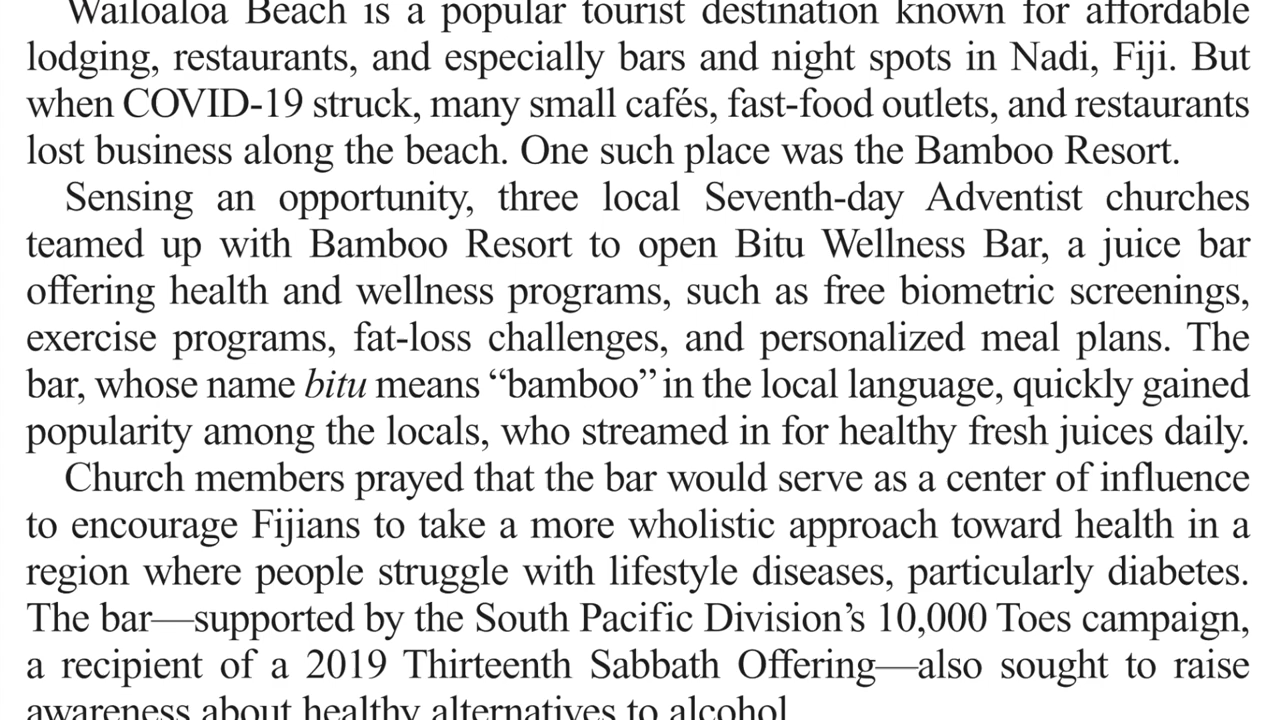 Wailoaloa Beach is a popular tourist destination known for affordable
lodging, restaurants, and especially bars and night spots in Nadi, Fiji. But
when COVID-19 struck, many small cafés, fast-food outlets, and restaurants
lost business along the beach. One such place was the Bamboo Resort.
Sensing an opportunity, three local Seventh-day Adventist churches
teamed up with Bamboo Resort to open Bitu Wellness Bar, a juice bar
offering health and wellness programs, such as free biometric screenings,
exercise programs, fat-loss challenges, and personalized meal plans. The
bar, whose name bitu means “bamboo” in the local language, quickly gained
popularity among the locals, who streamed in for healthy fresh juices daily.
Church members prayed that the bar would serve as a center of influence
to encourage Fijians to take a more wholistic approach toward health in a
region where people struggle with lifestyle diseases, particularly diabetes.
The bar—supported by the South Pacific Division’s 10,000 Toes campaign,
a recipient of a 2019 Thirteenth Sabbath Offering—also sought to raise
awareness about healthy alternatives to alcohol